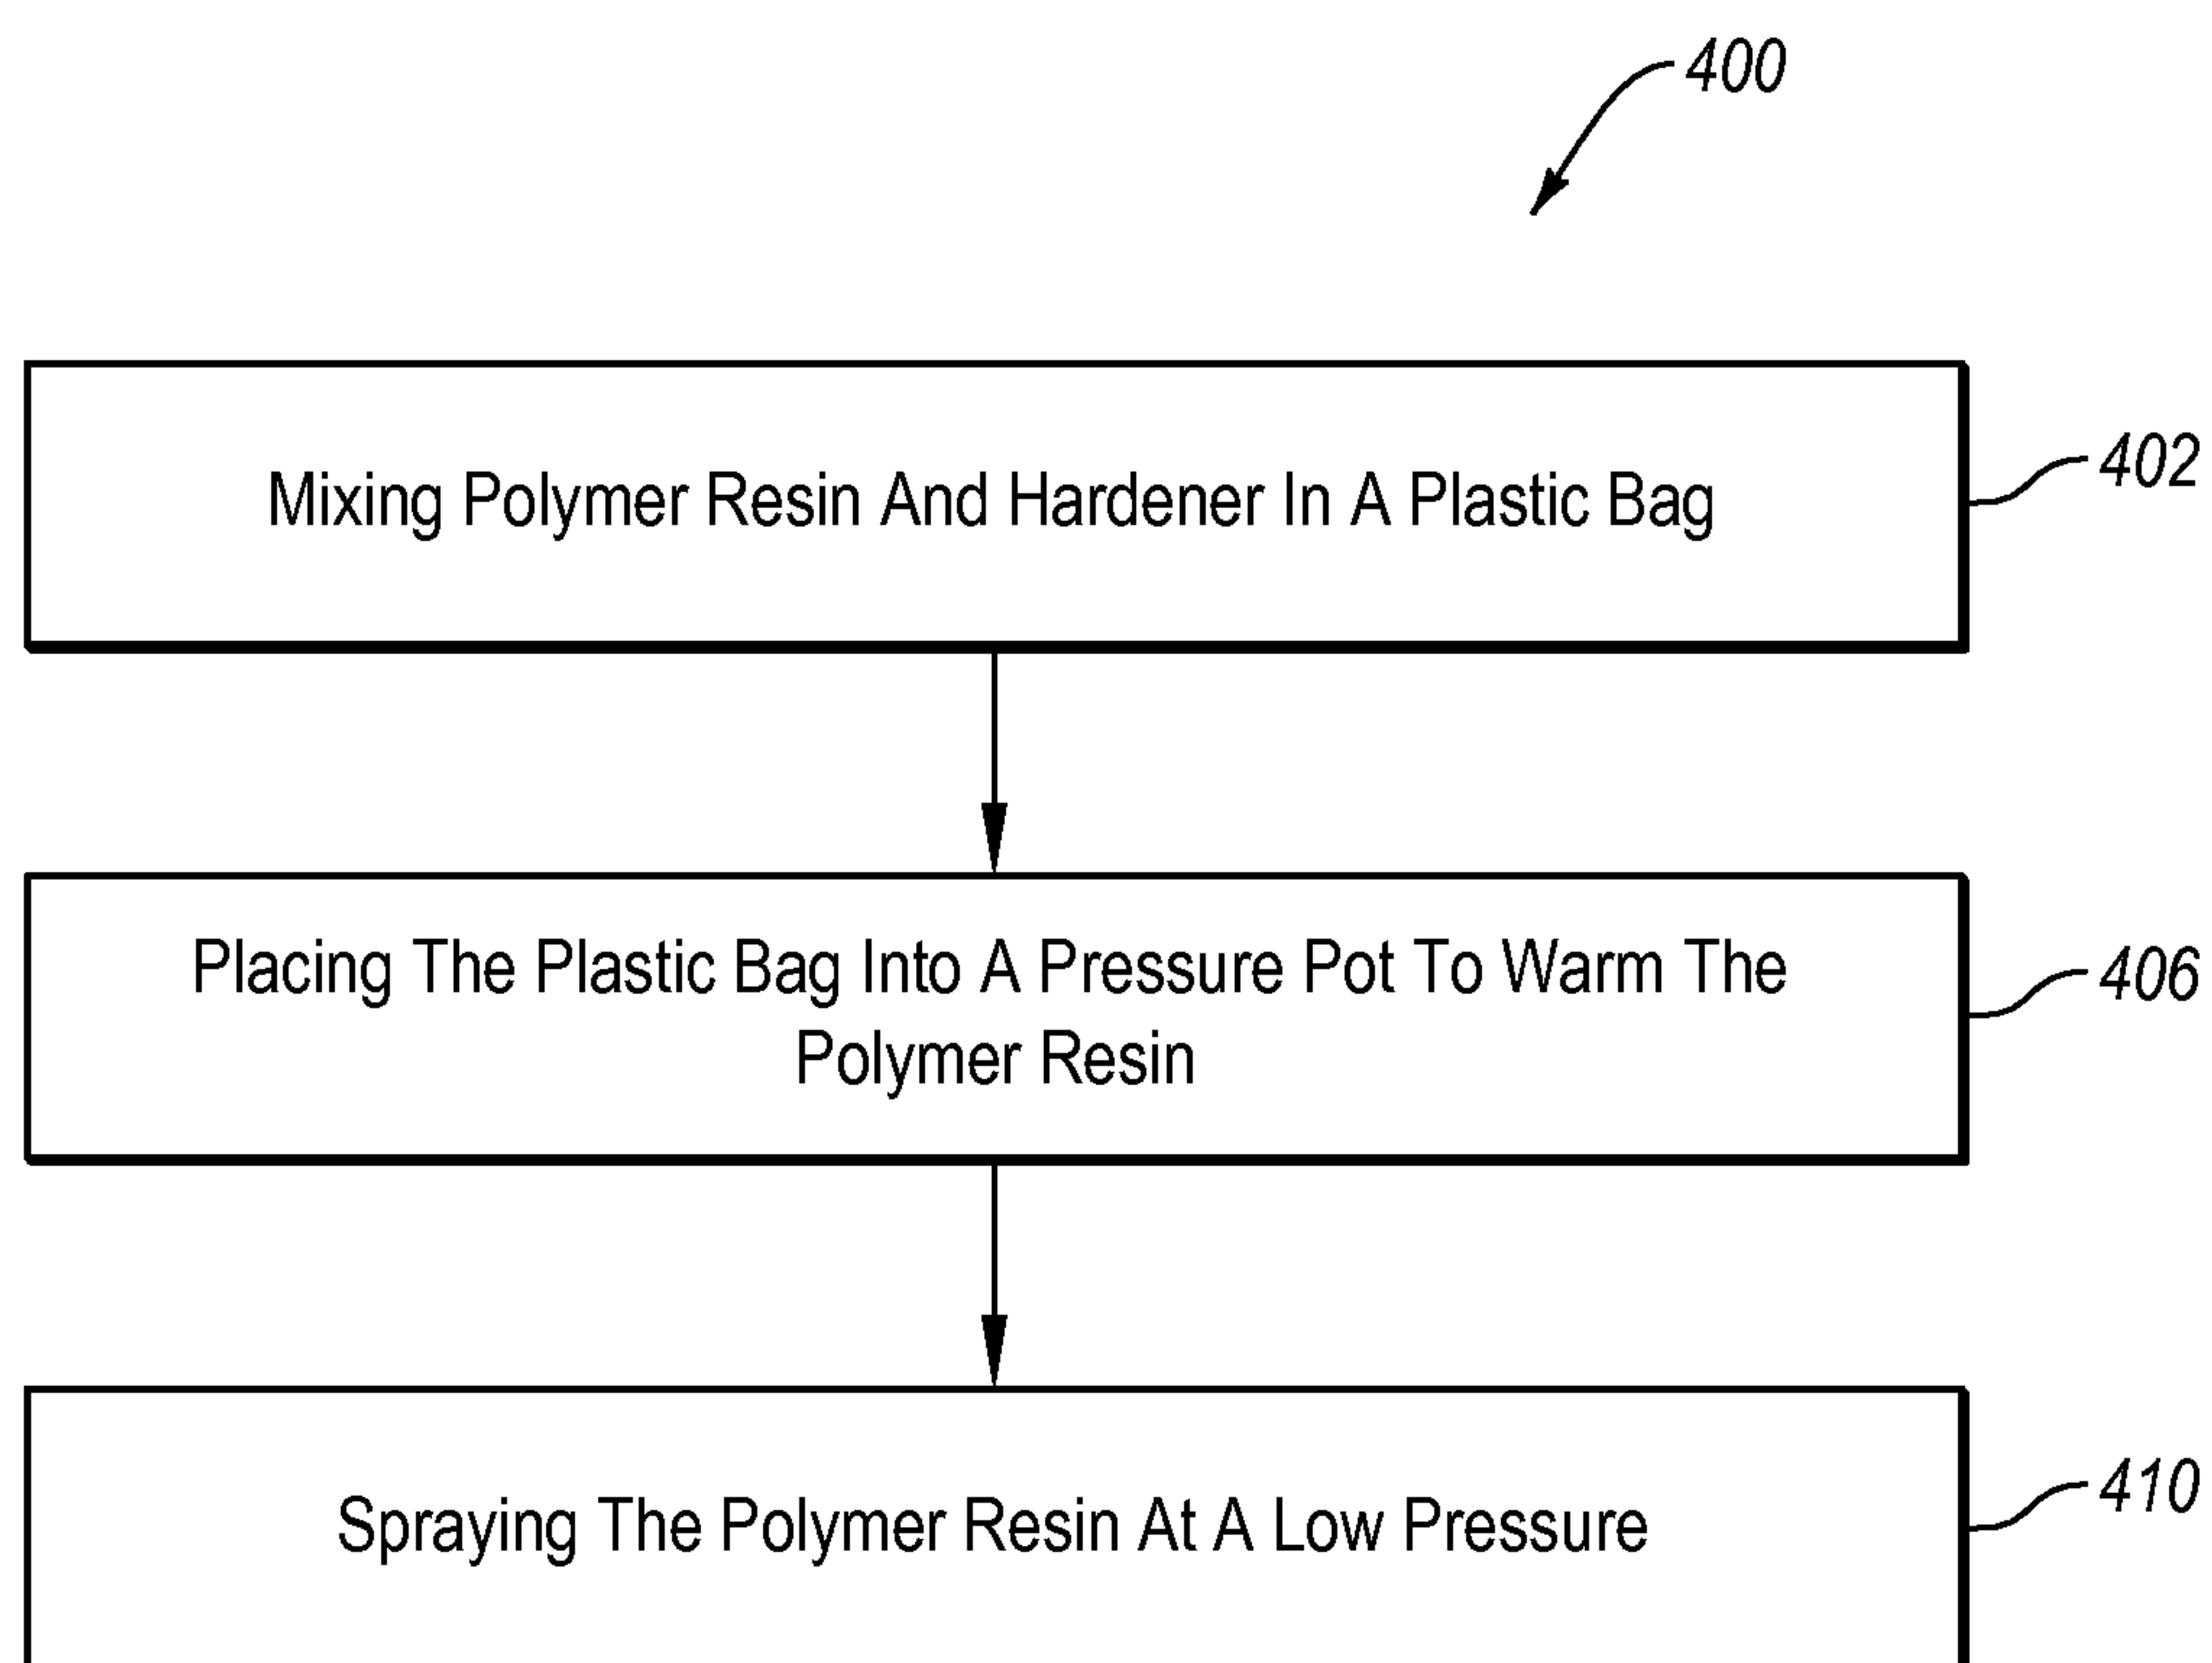 400
Mixing Polymer Resin And Hardener In A Plastic Bag
402
Placing The Plastic Bag Into A Pressure Pot To Warm The
Polymer Resin
406
Spraying The Polymer Resin At A Low Pressure
410